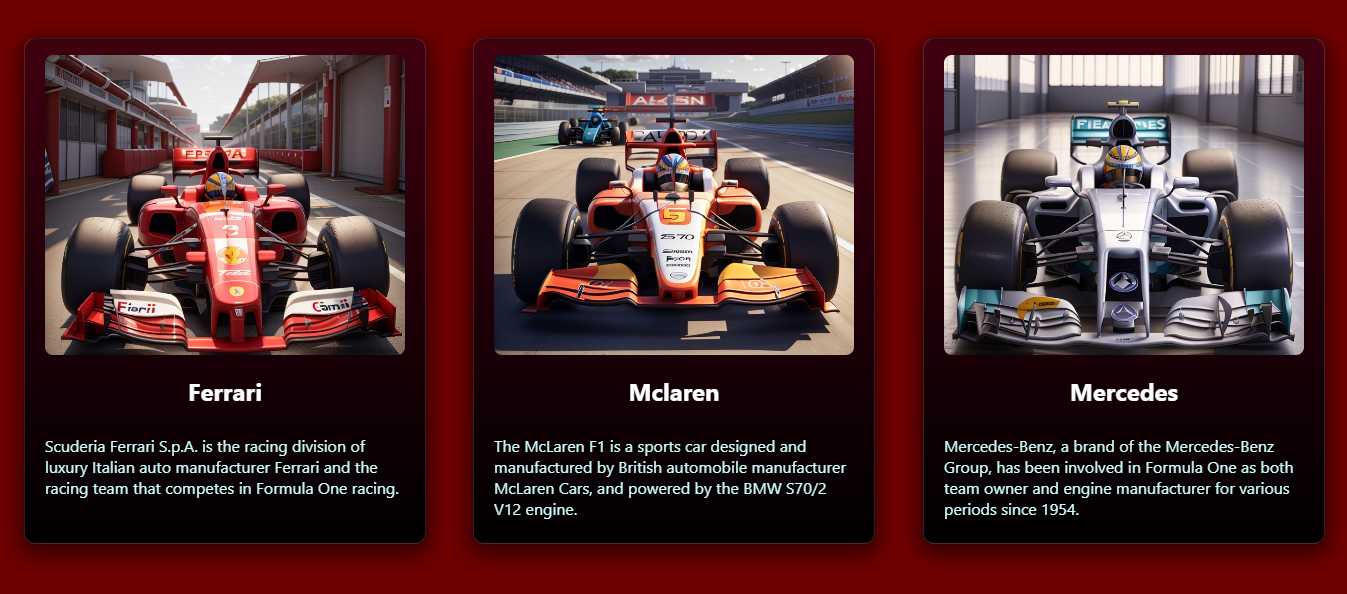 Ferrari
Scuderia Ferrari S.p.A. is the racing division of
luxury Italian auto manufacturer Ferrari and the
racing team that competes in Formula One racing.
Mclaren
The McLaren F1 is a sports car designed and
manufactured by British automobile manufacturer
McLaren Cars, and powered by the BMW S70/2
V12 engine.
Mercedes
Mercedes-Benz, a brand of the Mercedes-Benz
Group, has been involved in Formula One as both
team owner and engine manufacturer for various
periods since 1954.